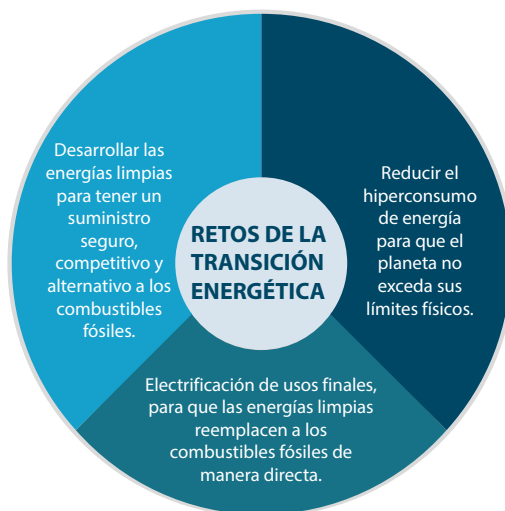 RETOS DE LA
TRANSICIÓN
ENERGÉTICA
Desarrollar las
energías limpias
para tener un
suministro
seguro,
competitivo y
alternativo a los
combustibles
fósiles.
Reducir el
hiperconsumo
de energía
para que el
planeta no
exceda sus
límites físicos.
Electrificación de usos finales,
para que las energías limpias
reemplacen a los
combustibles fósiles de
manera directa.